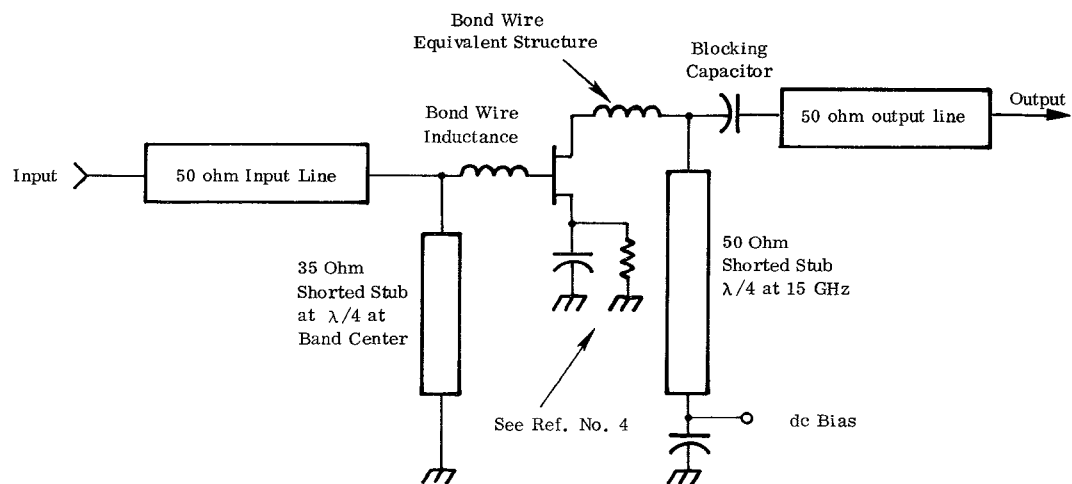 Bond Wire
Equivalent Structure
Blocking
Capacitor
Bond Wire
Inductance
50 ohm output line
Output
Input
50 ohm Input Line
35 Ohm
Shorted Stub
at λ/4 at
Band Center
50 Ohm
Shorted Stub
λ/4 at 15 GHz
See Ref. No. 4
dc Bias